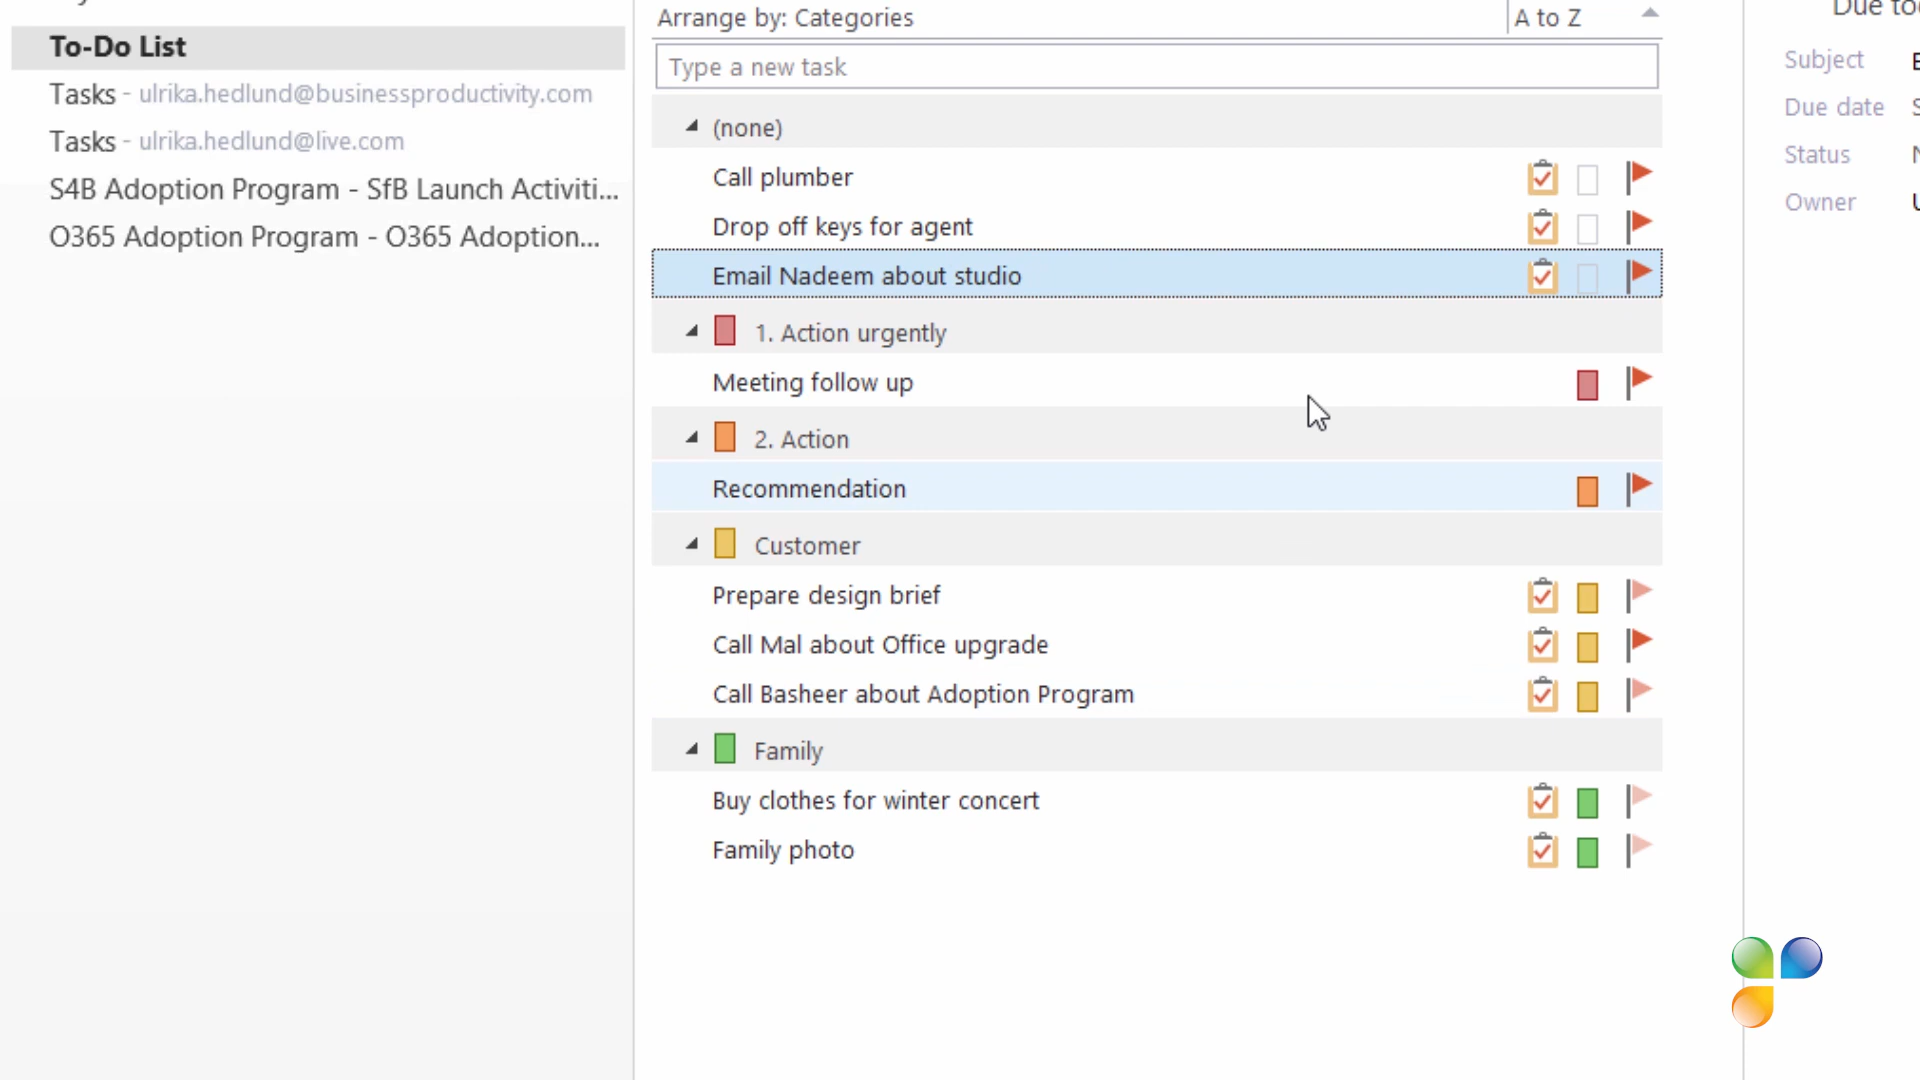 To-Do List
Tasks - ulrika.hedlund@businessproductivity.com
Tasks - ulrika.hedlund@live.com
S4B Adoption Program - SfB Launch Activiti...
O365 Adoption Program - O365 Adoption...
Arrange by: Categories
A to Z
Type a new task
(none)
Call plumber
Drop off keys for agent
Email Nadeem about studio
1. Action urgently
Meeting follow up
2. Action
Recommendation
Customer
Prepare design brief
Call Mal about Office upgrade
Call Basheer about Adoption Program
Family
Buy clothes for winter concert
Family photo
Due
Subject
Due date
Status
Owner